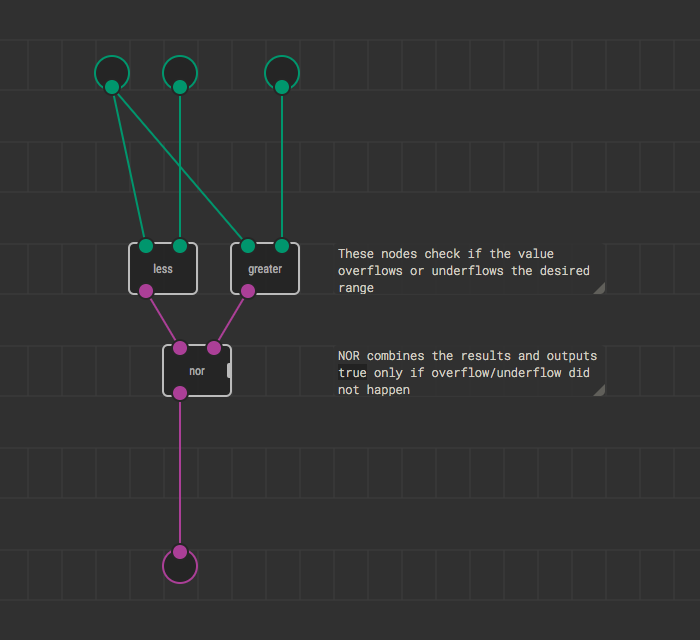 less
greater
These nodes check if the value
overflows or underflows the desired
range
nor
NOR combines the results and outputs
true only if overflow/underflow did
not happen